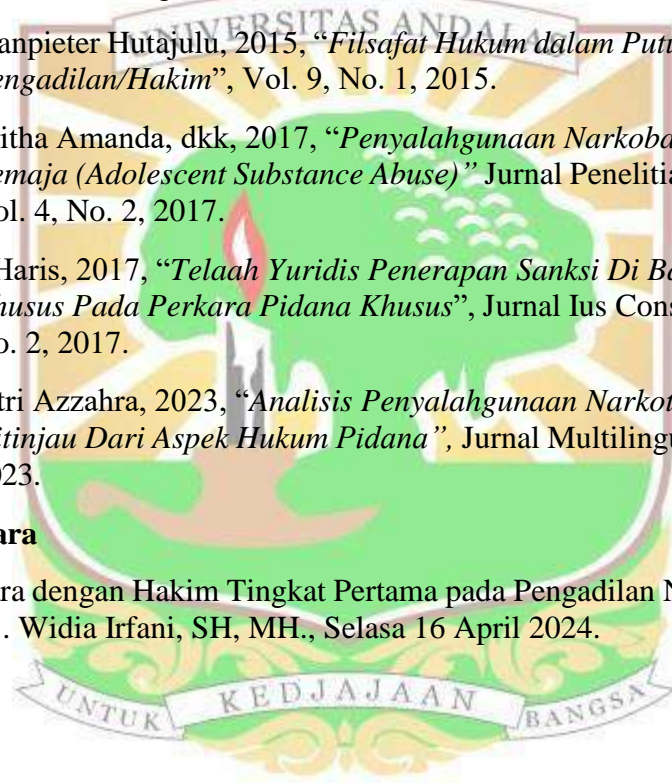 UNIVERSITAS ANDALAS
anpieter Hutajulu, 2015, “Filsafat Hukum dalam Putu
engadilan/Hakim”, Vol. 9, No. 1, 2015.
itha Amanda, dkk, 2017, “Penyalahgunaan Narkoba
emaja (Adolescent Substance Abuse)” Jurnal Penelitia
ol. 4, No. 2, 2017.
Haris, 2017, “Telaah Yuridis Penerapan Sanksi Di Ba
husus Pada Perkara Pidana Khusus”, Jurnal Ius Cons
o. 2, 2017.
tri Azzahra, 2023, “Analisis Penyalahgunaan Narkot
itinjau Dari Aspek Hukum Pidana”, Jurnal Multilingu
023.
ara
ra dengan Hakim Tingkat Pertama pada Pengadilan N
. Widia Irfani, SH, MH., Selasa 16 April 2024.
UNTUK KEDJAJAAN BANGSA